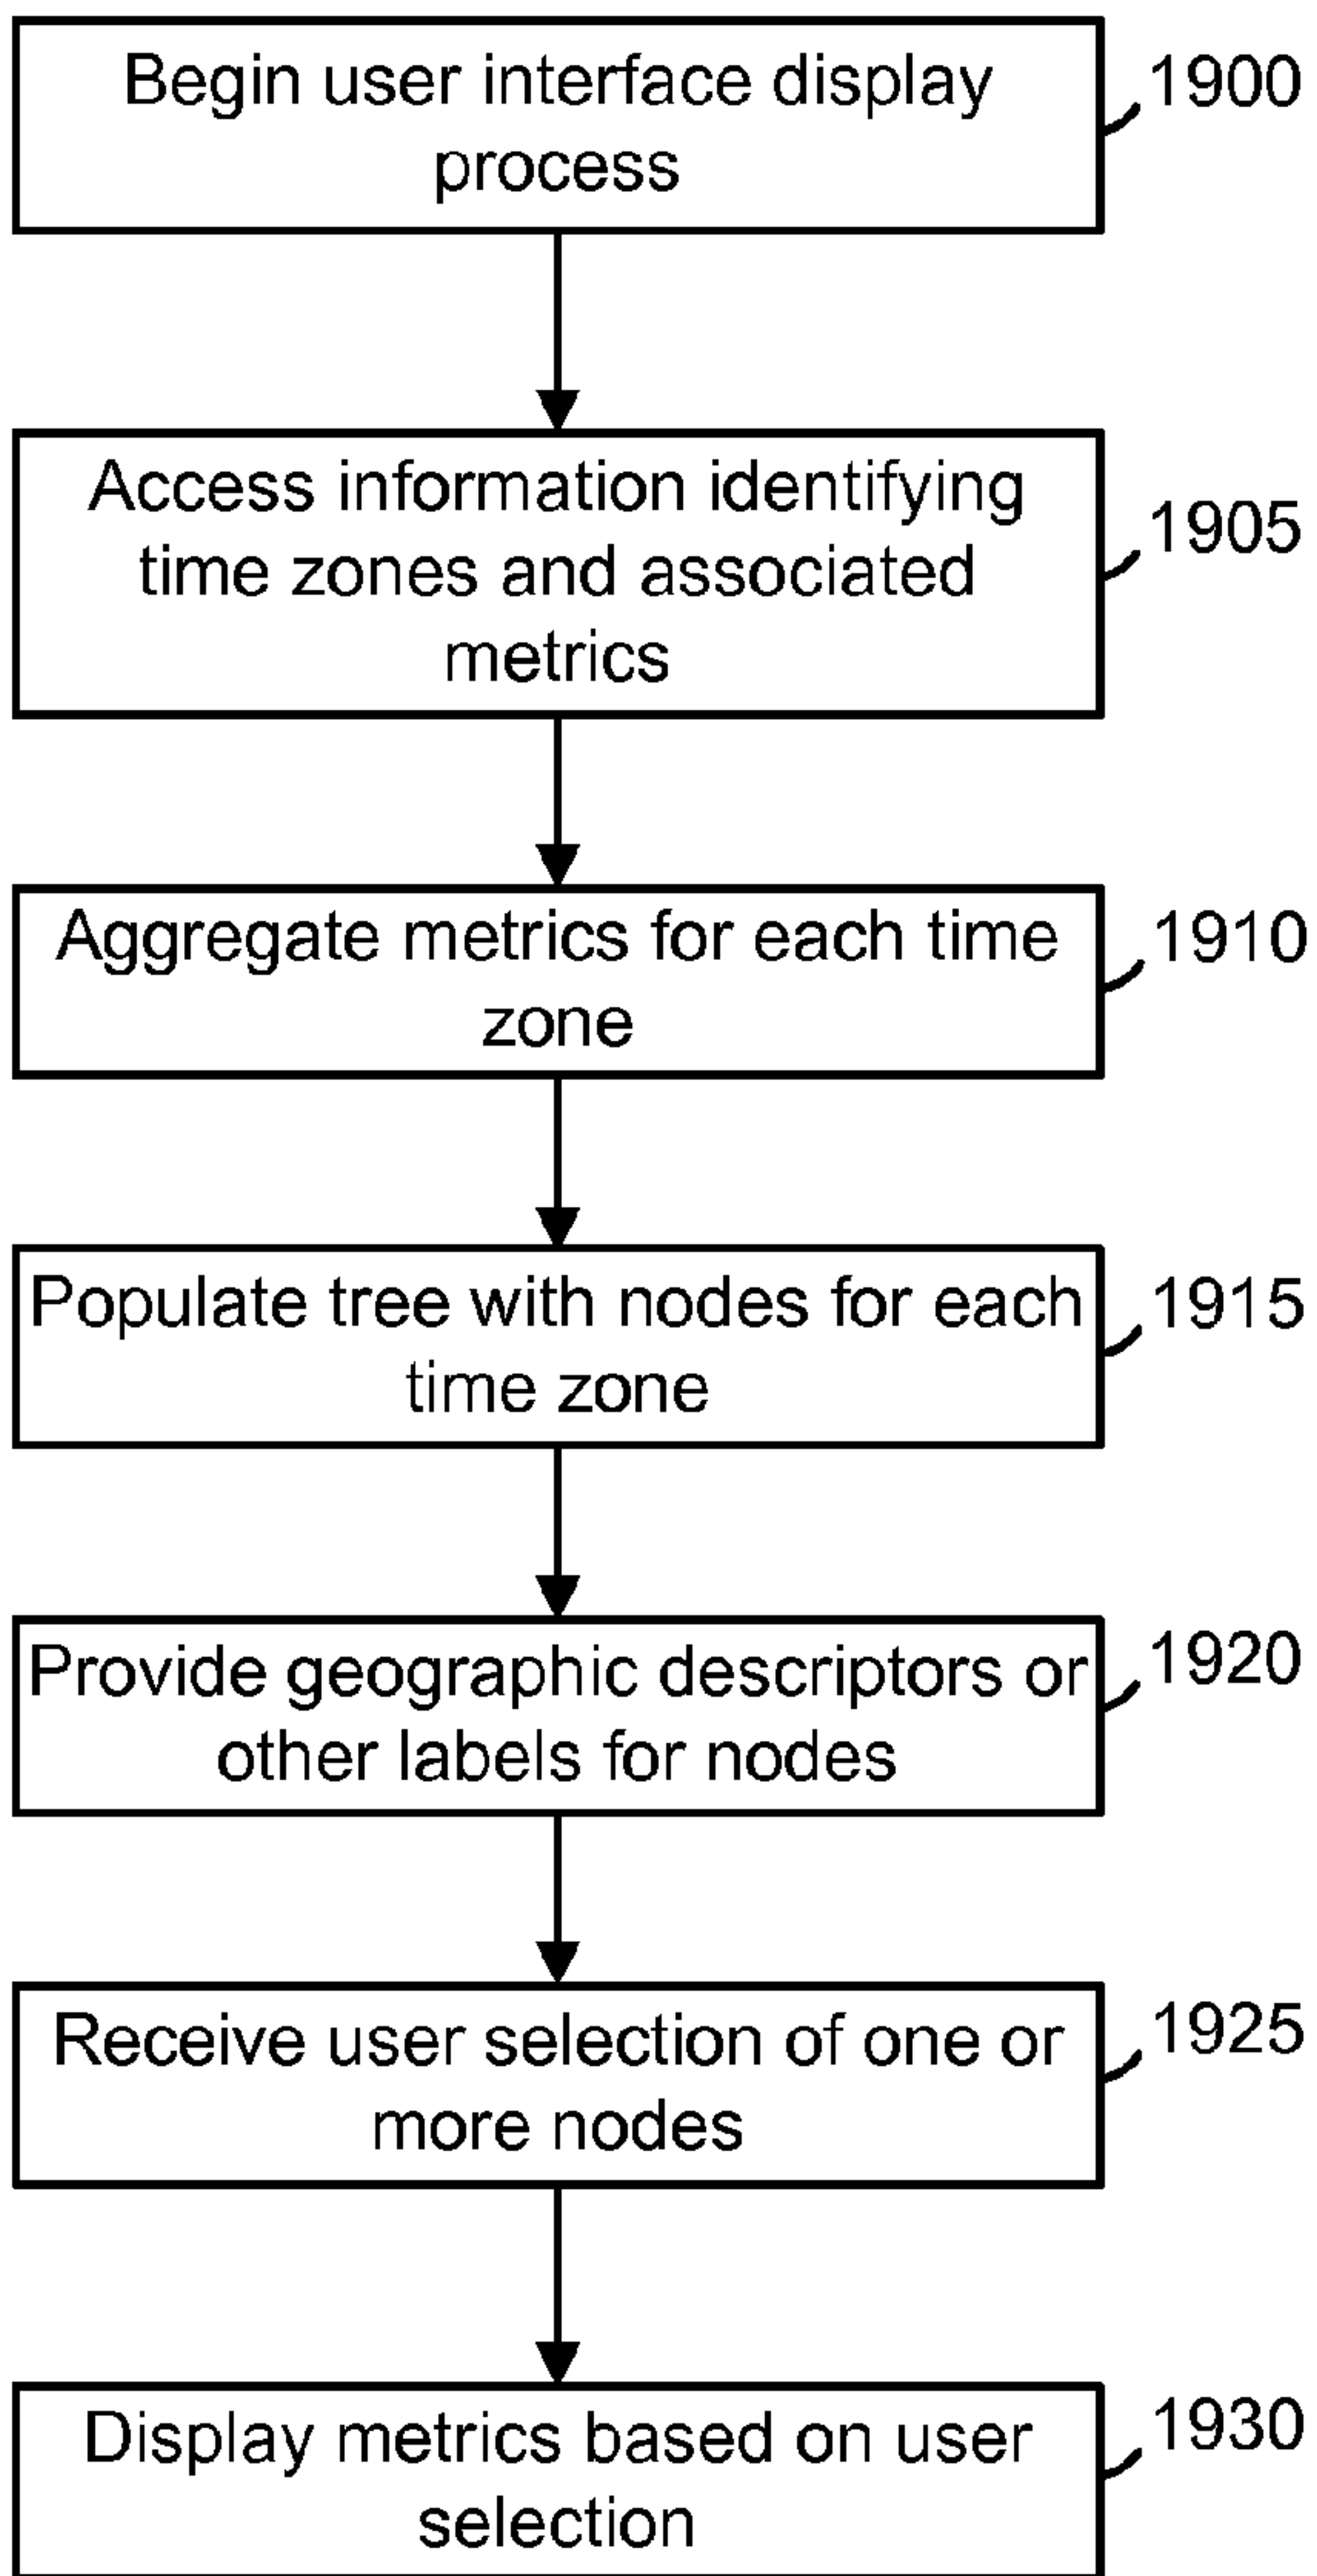 Begin user interface display
process
1900
Access information identifying
time zones and associated
metrics
1905
Aggregate metrics for each time
zone
1910
Populate tree with nodes for each
time zone
1915
Provide geographic descriptors or
other labels for nodes
1920
Receive user selection of one or
more nodes
1925
Display metrics based on user
selection
1930